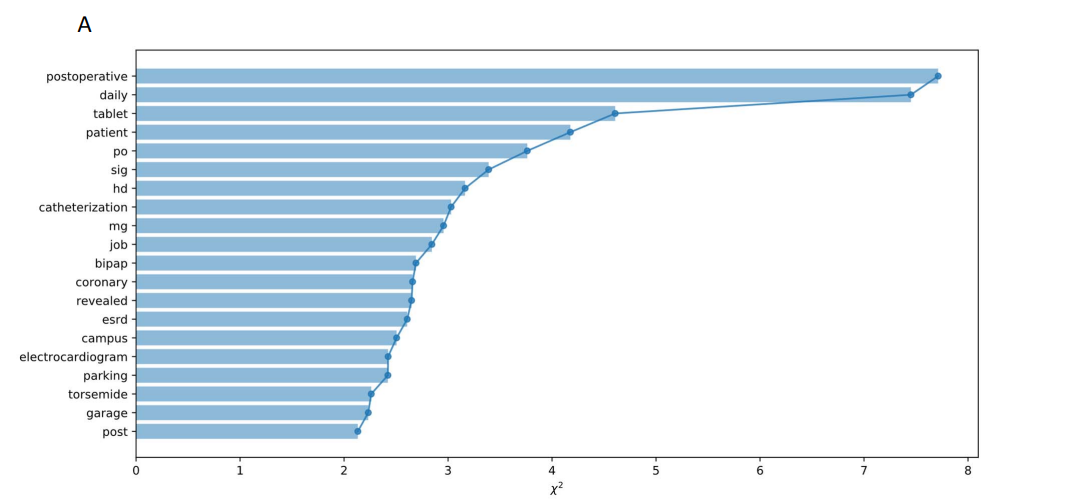 A
postoperative
daily
tablet
patient
po
sig
hd
catheterization
mg
job
bipap
coronary
revealed
esrd
campus
electrocardiogram
parking
torsemide
garage
post
0 1 2 3 4 5 6 7 8
χ²